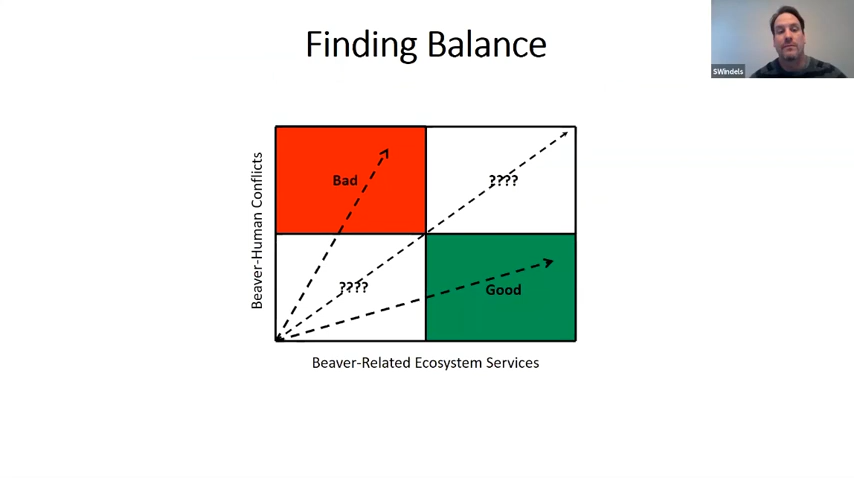 Finding Balance
SWindels
Beaver-Human Conflicts
Bad
????
????
Good
Beaver-Related Ecosystem Services